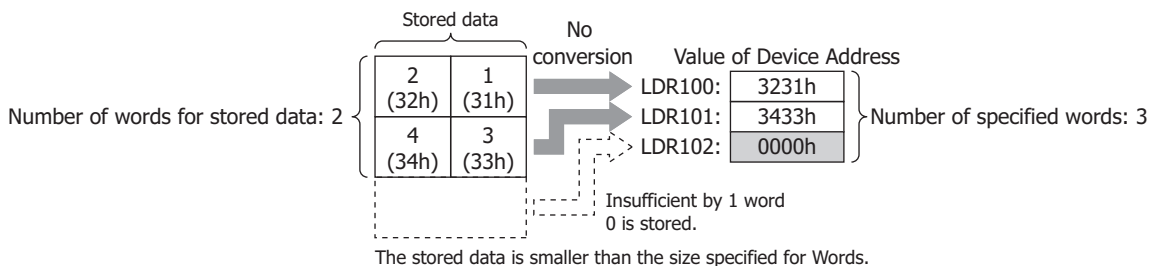 Stored data
No
conversion
Value of Device Address
Number of words for stored data: 2
2
(32h)
1
(31h)
4
(34h)
3
(33h)
LDR100: 3231h
LDR101: 3433h
LDR102: 0000h
Number of specified words: 3
Insufficient by 1 word
0 is stored.
The stored data is smaller than the size specified for Words.